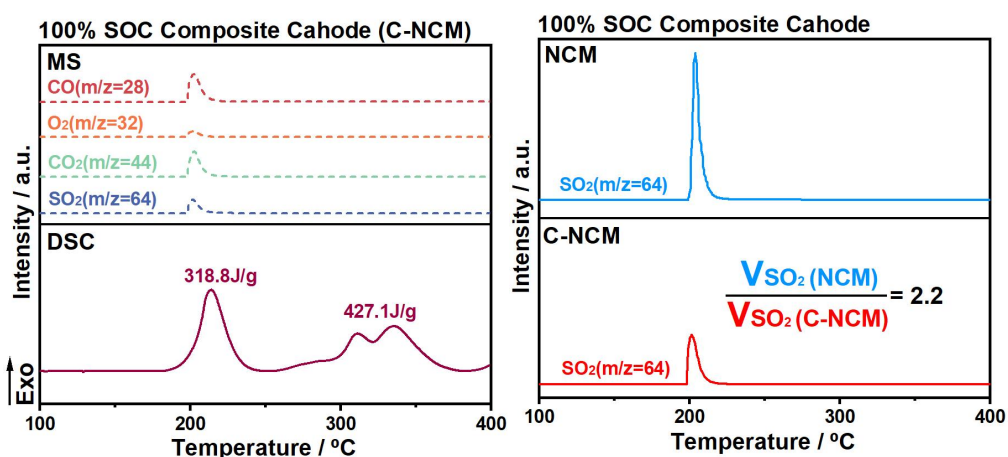 100% SOC Composite Cahode (C-NCM)
MS
CO(m/z=28)
O₂(m/z=32)
CO₂(m/z=44)
SO₂(m/z=64)
DSC
318.8J/g
427.1J/g
Intensity / a.u.
Exo
100 200 300 400
Temperature / ºC
100% SOC Composite Cahode
NCM
SO₂(m/z=64)
C-NCM
V SO₂ (NCM)
V SO₂ (C-NCM)
= 2.2
SO₂(m/z=64)
Intensity / a.u.
100 200 300 400
Temperature / ºC